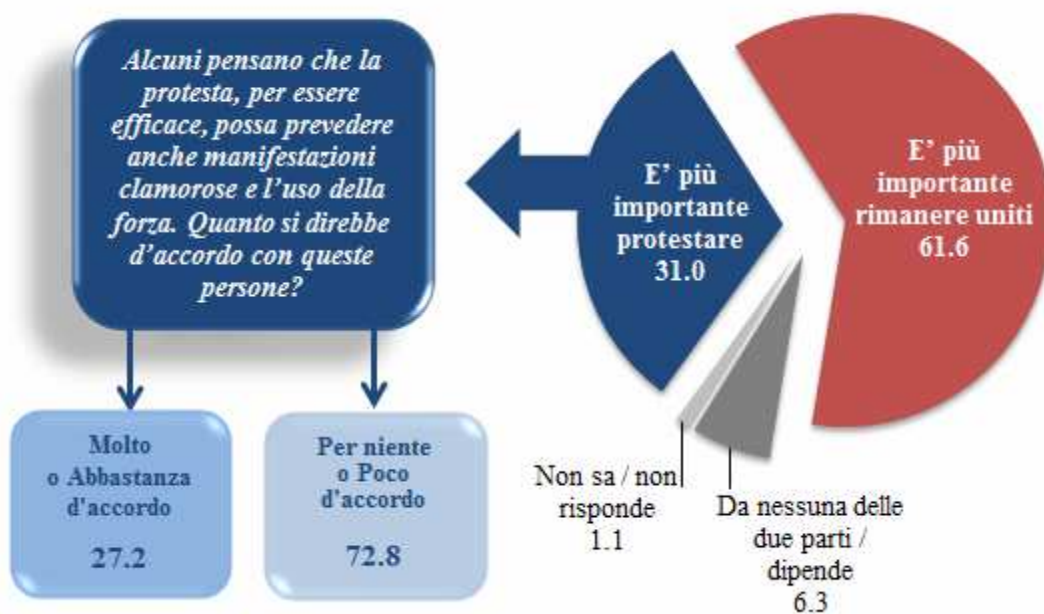 Alcuni pensano che la
protesta, per essere
efficace, possa prevedere
anche manifestazioni
clamorose e l'uso della
forza. Quanto si direbbe
d'accordo con queste
persone?
Molto
o Abbastanza
d'accordo
27.2
Per niente
o Poco
d'accordo
72.8
E' più
importante
protestare
31.0
E' più
importante
rimanere uniti
61.6
Non sa / non
risponde
1.1
Da nessuna delle
due parti /
dipende
6.3